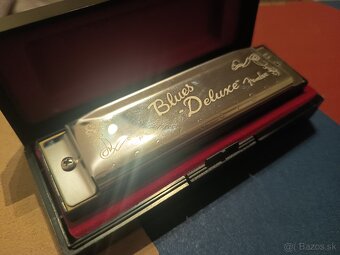 Blues
"Deluxe"
Fender
© Bazos.sk